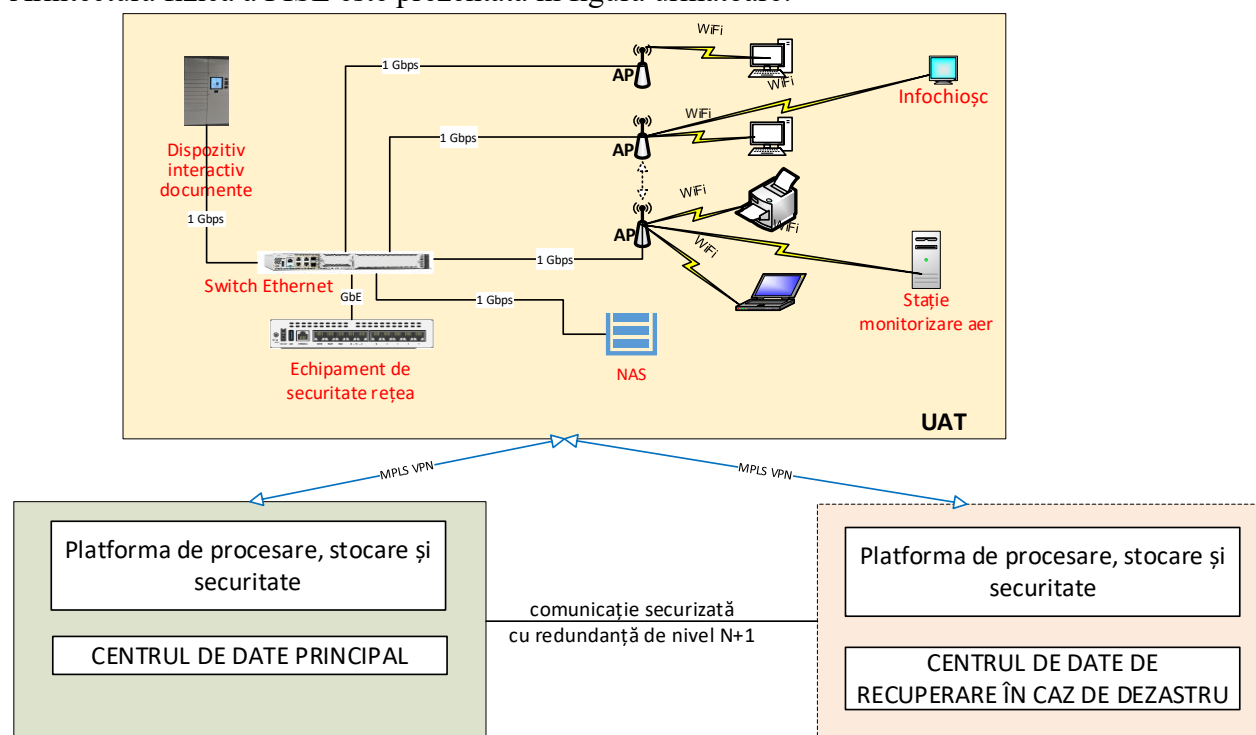 WiFi
1 Gbps
AP
WiFi
Infochioșc
WiFi
1 Gbps
AP
Dispozitiv
interactiv
documente
WiFi
1 Gbps
AP
WiFi
WiFi
1 Gbps
Switch Ethernet
GbE
1 Gbps
Stație
monitorizare aer
Echipament de
securitate rețea
NAS
UAT
MPLS VPN
MPLS VPN
Platforma de procesare, stocare și
securitate
CENTRUL DE DATE PRINCIPAL
comunicație securizată
cu redundanță de nivel N+1
Platforma de procesare, stocare și
securitate
CENTRUL DE DATE DE
RECUPERARE ÎN CAZ DE DEZASTRU